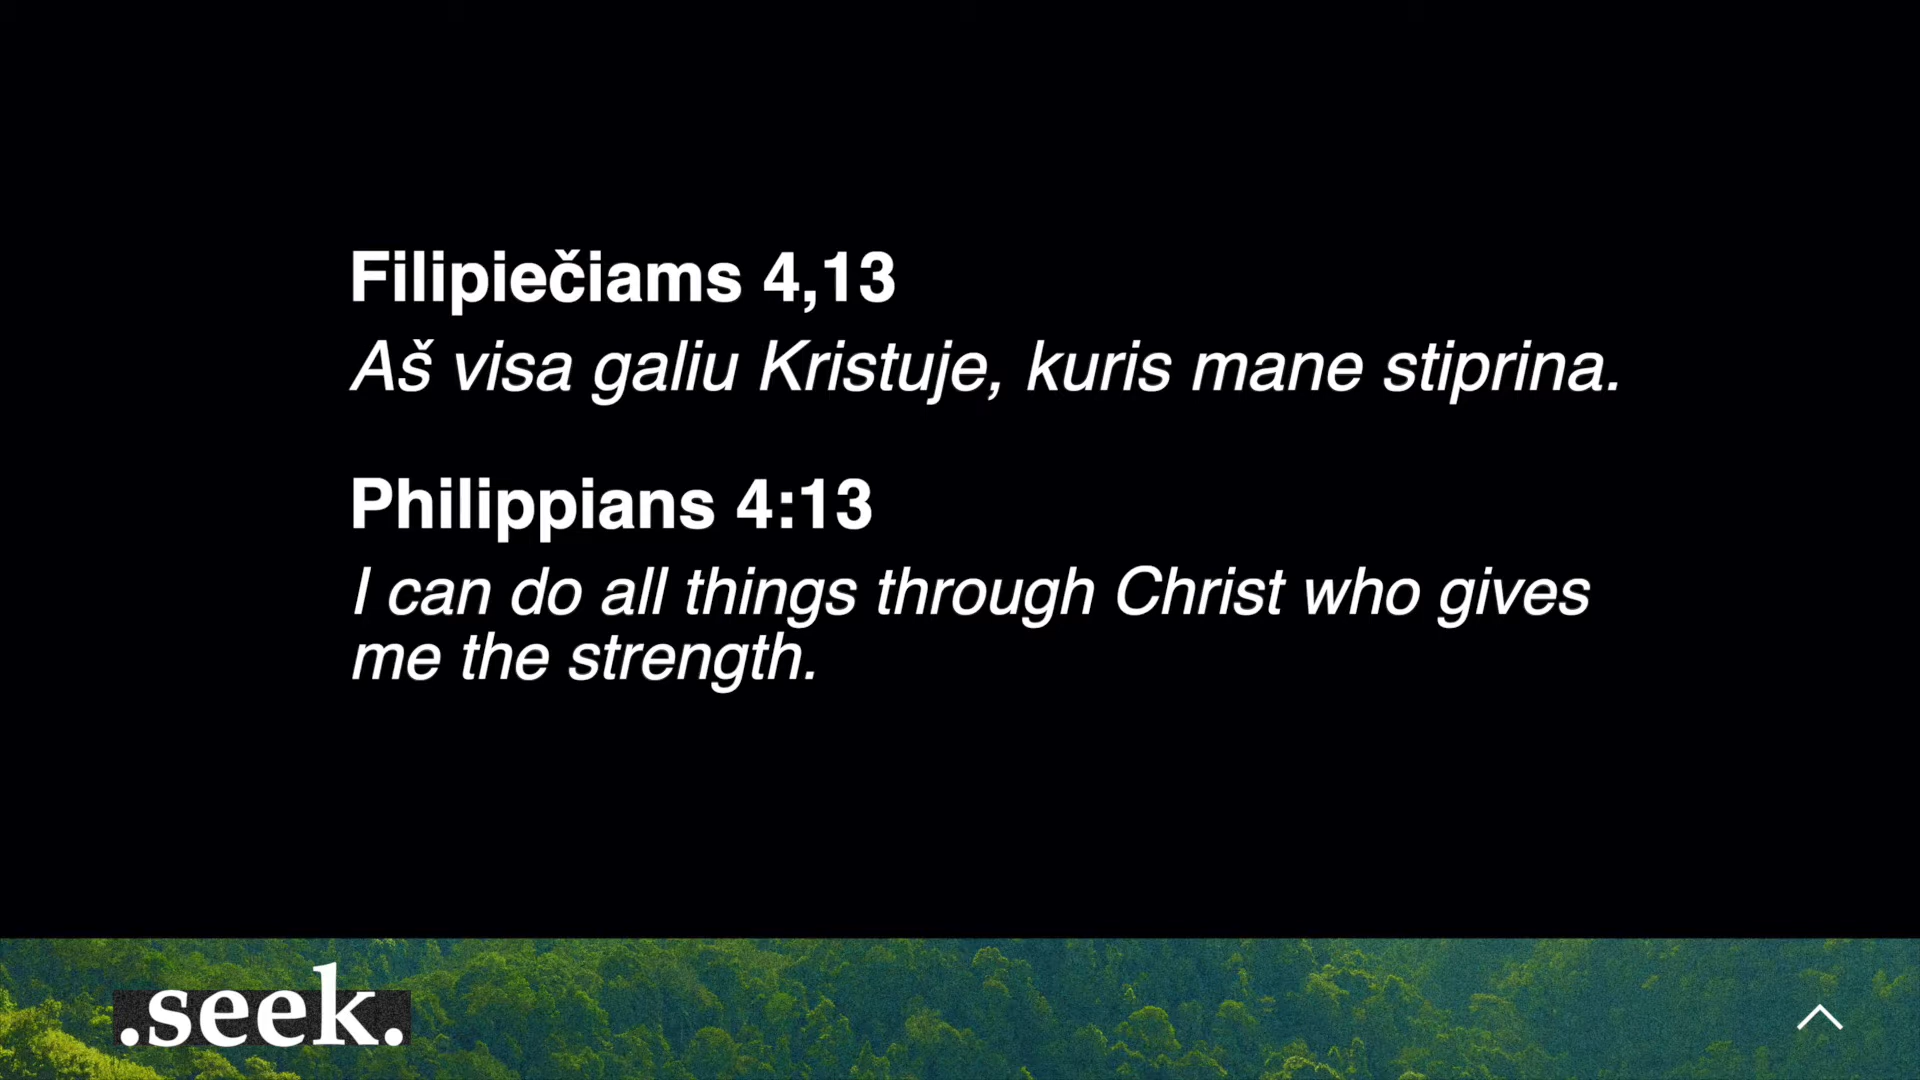 Filipiečiams 4,13
Aš visa galiu Kristuje, kuris mane stiprina.
Philippians 4:13
I can do all things through Christ who gives
me the strength.
.seek.